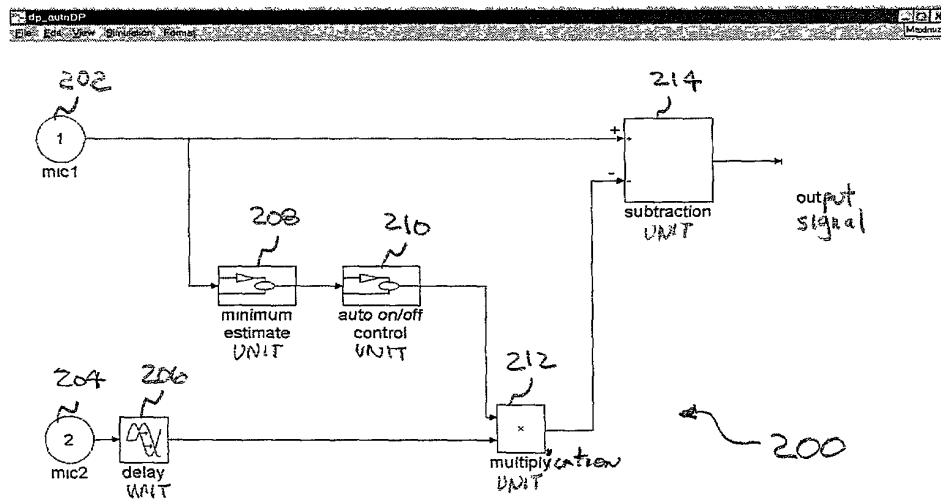 dp_autoDP
File Edit View Simulation Format
Maximiz
202
1
mic1
214
+
-
subtraction
UNIT
output
signal
208
210
minimum
estimate
UNIT
auto on/off
control
UNIT
204
206
2
mic2
delay
UNIT
212
×
multiplycation
UNIT
200